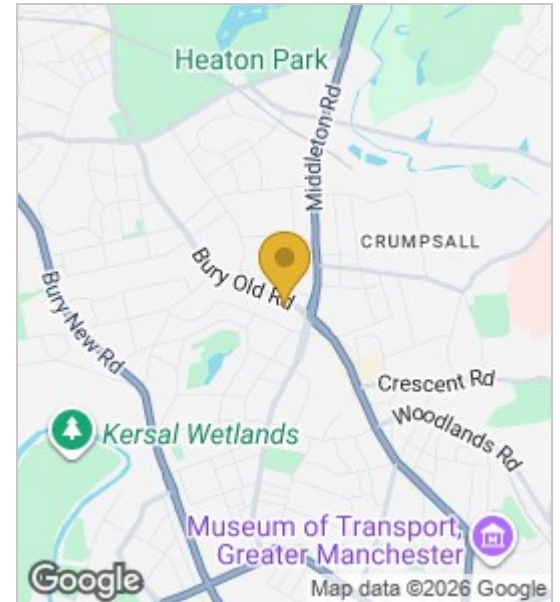 Heaton Park
Middleton Rd
CRUMPSALL
Bury Old Rd
Bury New Rd
Crescent Rd
Kersal Wetlands
Woodlands Rd
Museum of Transport,
Greater Manchester
Google
Map data ©2026 Google